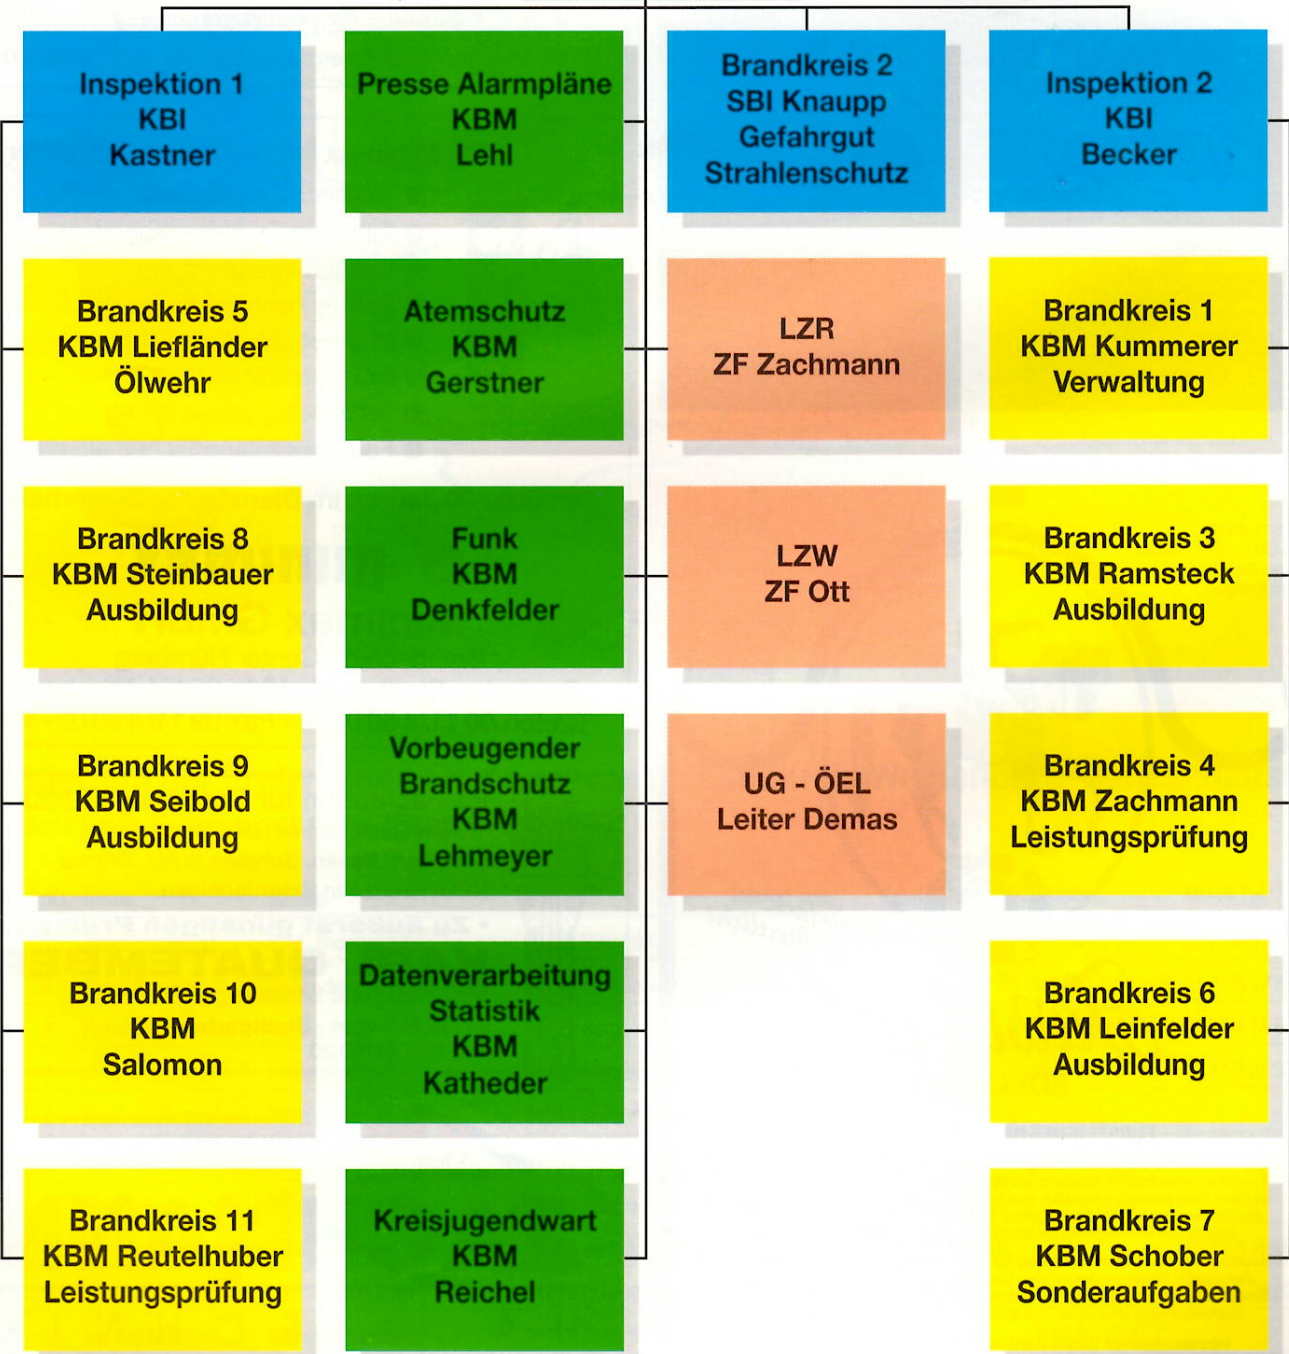 Inspektion 1
KBI
Kastner
Presse Alarmpläne
KBM
Lehl
Brandkreis 2
SBI Knaupp
Gefahrgut
Strahlenschutz
Inspektion 2
KBI
Becker
Brandkreis 5
KBM Liefländer
Ölwehr
Atemschutz
KBM
Gerstner
LZR
ZF Zachmann
Brandkreis 1
KBM Kummerer
Verwaltung
Brandkreis 8
KBM Steinbauer
Ausbildung
Funk
KBM
Denkfelder
LZW
ZF Ott
Brandkreis 3
KBM Ramsteck
Ausbildung
Brandkreis 9
KBM Seibold
Ausbildung
Vorbeugender
Brandschutz
KBM
Lehmeyer
UG - ÖEL
Leiter Demas
Brandkreis 4
KBM Zachmann
Leistungsprüfung
Brandkreis 10
KBM
Salomon
Datenverarbeitung
Statistik
KBM
Katheder
Brandkreis 6
KBM Leinfelder
Ausbildung
Brandkreis 11
KBM Reutelhuber
Leistungsprüfung
Kreisjugendwart
KBM
Reichel
Brandkreis 7
KBM Schober
Sonderaufgaben